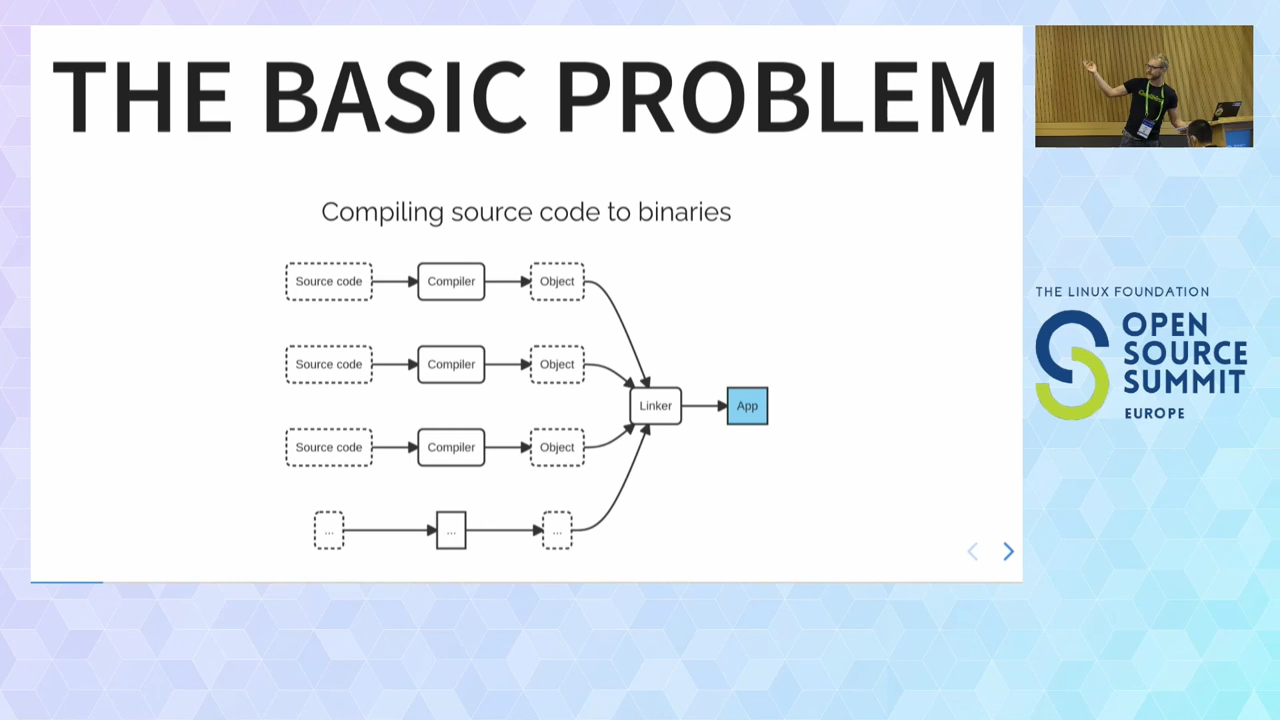 THE BASIC PROBLEM
Compiling source code to binaries
Source code Compiler Object
Source code Compiler Object
Linker App
Source code Compiler Object
... ... ...
THE LINUX FOUNDATION
OPEN
SOURCE
SUMMIT
EUROPE